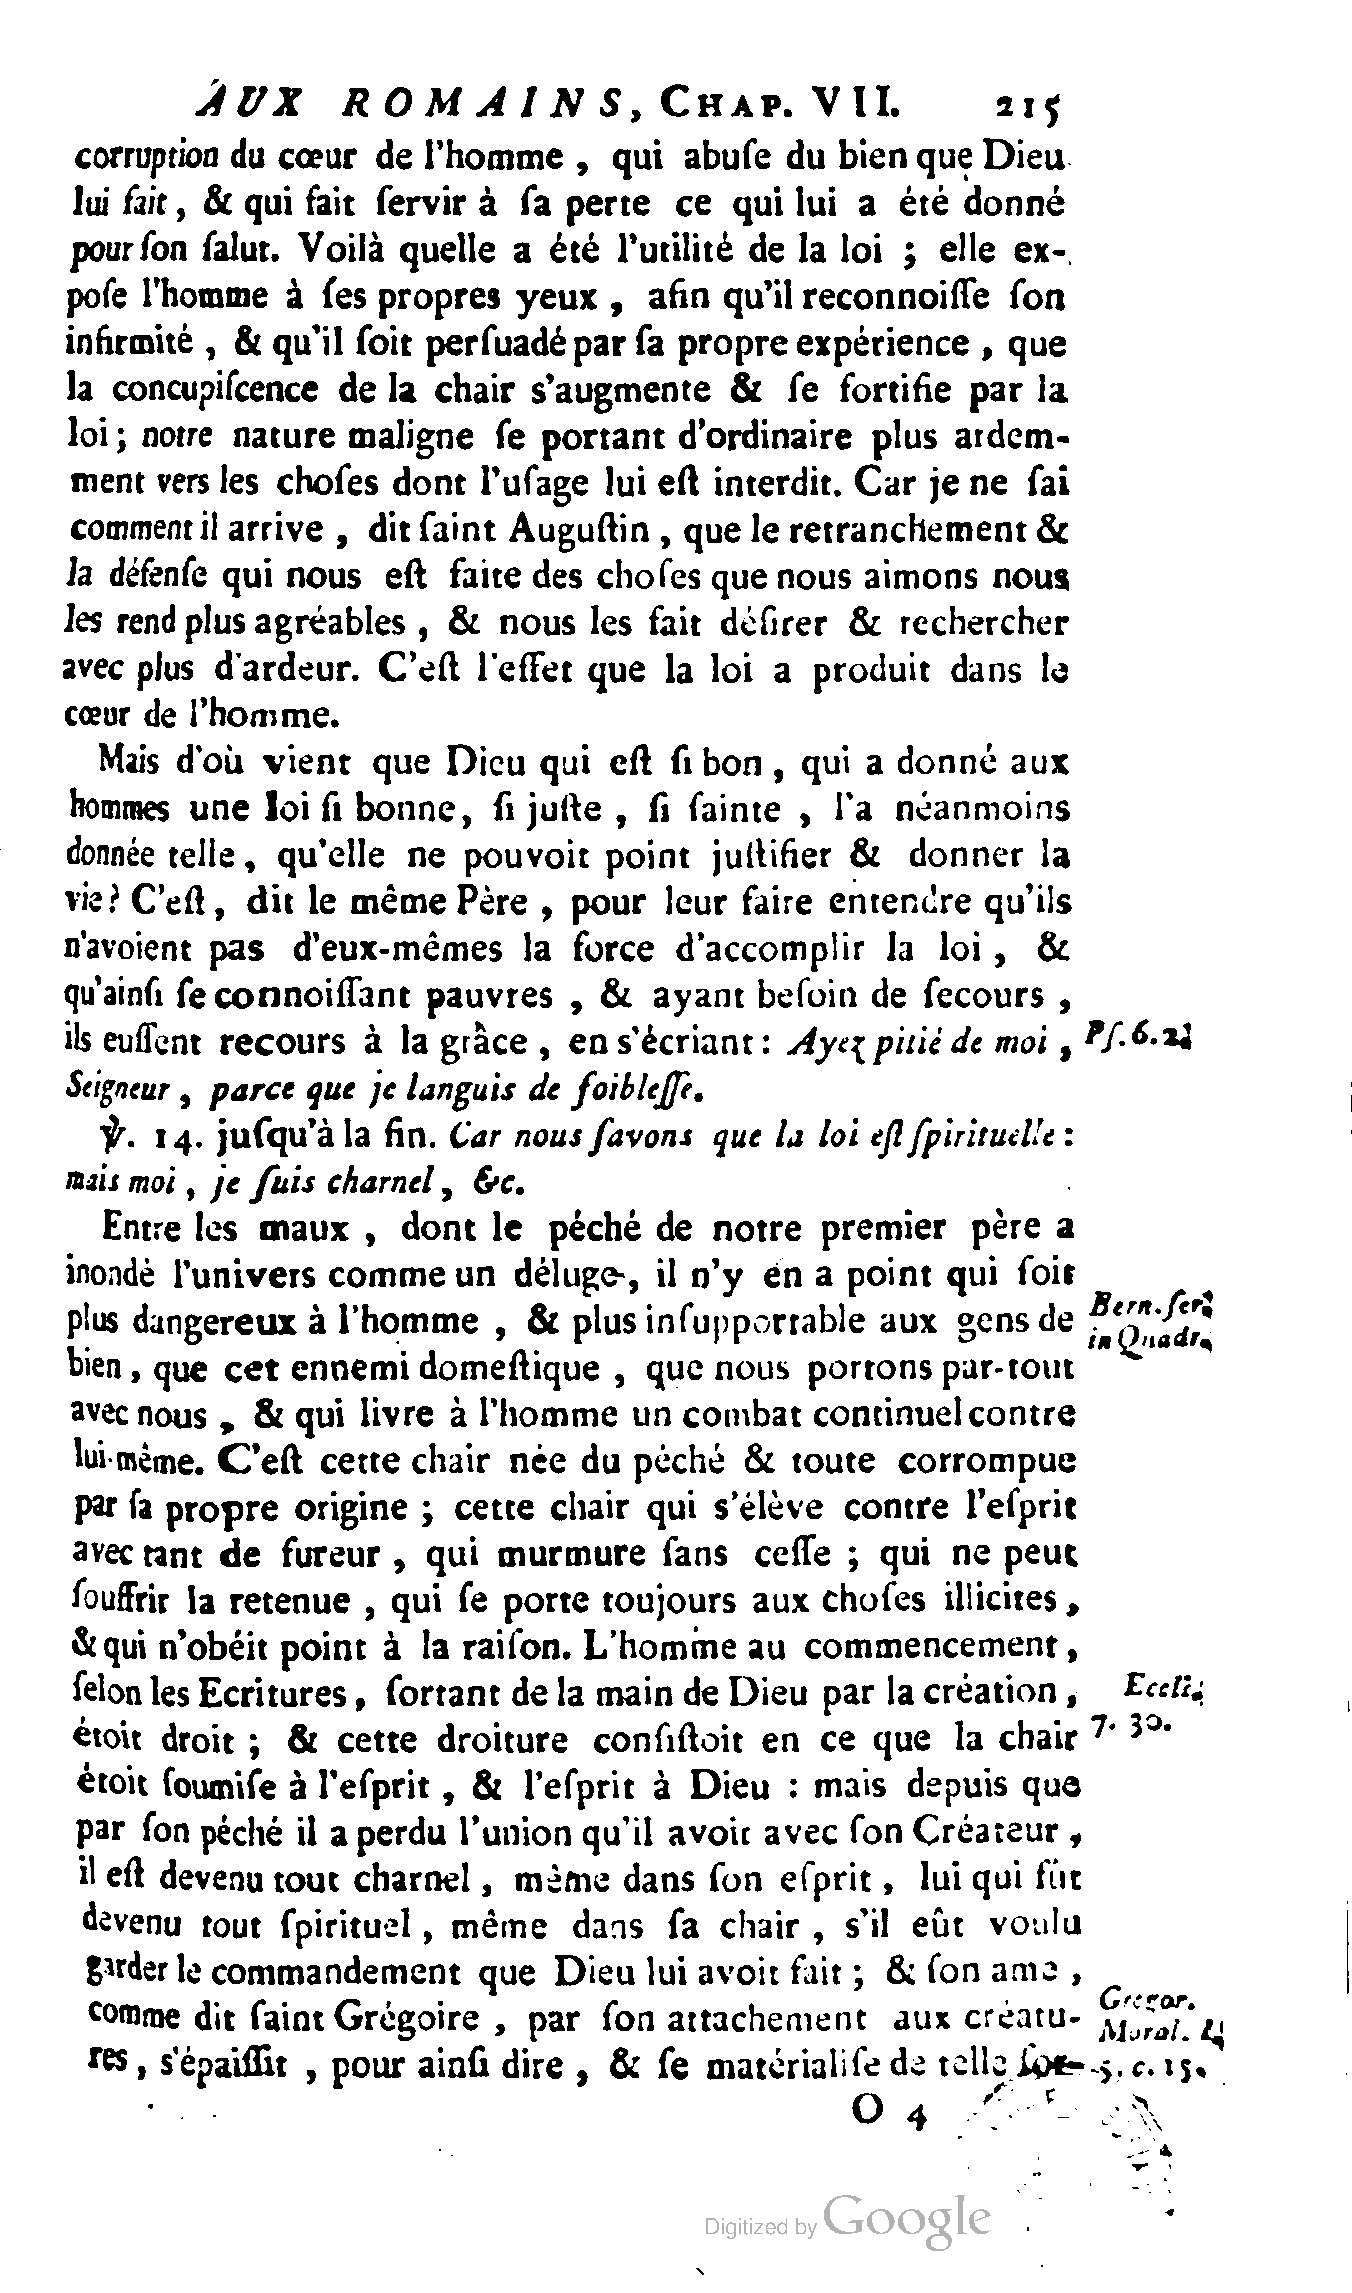 AUX ROMAINS, CHAP. VII. 215
corruption du cœur de l'homme, qui abuſe du bien que Dieu
lui fait, & qui fait ſervir à ſa perte ce qui lui a été donné
pour ſon ſalut. Voilà quelle a été l'utilité de la loi ; elle ex-
poſe l'homme à ſes propres yeux, afin qu'il reconnoiſſe ſon
infirmité, & qu'il ſoit perſuadé par ſa propre expérience, que
la concupiſcence de la chair s'augmente & ſe fortifie par la
loi ; notre nature maligne ſe portant d'ordinaire plus ardem-
ment vers les choſes dont l'uſage lui eſt interdit. Car je ne ſai
comment il arrive, dit ſaint Auguſtin, que le retranchement &
la défenſe qui nous eſt faite des choſes que nous aimons nous
les rend plus agréables, & nous les fait déſirer & rechercher
avec plus d'ardeur. C'eſt l'effet que la loi a produit dans le
cœur de l'homme.
Mais d'où vient que Dieu qui eſt ſi bon, qui a donné aux
hommes une loi ſi bonne, ſi juſte, ſi ſainte, l'a néanmoins
donnée telle, qu'elle ne pouvoit point juſtifier & donner la
vie ? C'eſt, dit le même Père, pour leur faire entendre qu'ils
n'avoient pas d'eux-mêmes la force d'accomplir la loi, &
qu'ainſi ſe connoiſſant pauvres, & ayant beſoin de ſecours,
ils euſſent recours à la grâce, en s'écriant : Ayez pitié de moi, Pſ. 6. 2.
Seigneur, parce que je languis de foibleſſe.
℣. 14. juſqu'à la fin. Car nous ſavons que la loi eſt ſpirituelle :
mais moi, je ſuis charnel, &c.
Entre les maux, dont le péché de notre premier père a
inondé l'univers comme un déluge, il n'y en a point qui ſoit
plus dangereux à l'homme, & plus inſupportable aux gens de Bern. ſer.
in Quadr.
bien, que cet ennemi domeſtique, que nous portons par-tout
avec nous, & qui livre à l'homme un combat continuel contre
lui-même. C'eſt cette chair née du péché & toute corrompue
par ſa propre origine ; cette chair qui s'élève contre l'eſprit
avec tant de fureur, qui murmure ſans ceſſe ; qui ne peut
ſouffrir la retenue, qui ſe porte toujours aux choſes illicites,
& qui n'obéit point à la raiſon. L'homme au commencement,
ſelon les Ecritures, ſortant de la main de Dieu par la création, Eccli.
étoit droit ; & cette droiture conſiſtoit en ce que la chair 7. 30.
étoit ſoumiſe à l'eſprit, & l'eſprit à Dieu : mais depuis que
par ſon péché il a perdu l'union qu'il avoit avec ſon Créateur,
il eſt devenu tout charnel, même dans ſon eſprit, lui qui fût
devenu tout ſpirituel, même dans ſa chair, s'il eût voulu
garder le commandement que Dieu lui avoit fait ; & ſon ame,
comme dit ſaint Grégoire, par ſon attachement aux créatu- Gregor.
Moral. l.
res, s'épaiſſit, pour ainſi dire, & ſe matérialiſe de telle ſor- 5. c. 15.
O 4
Digitized by Google